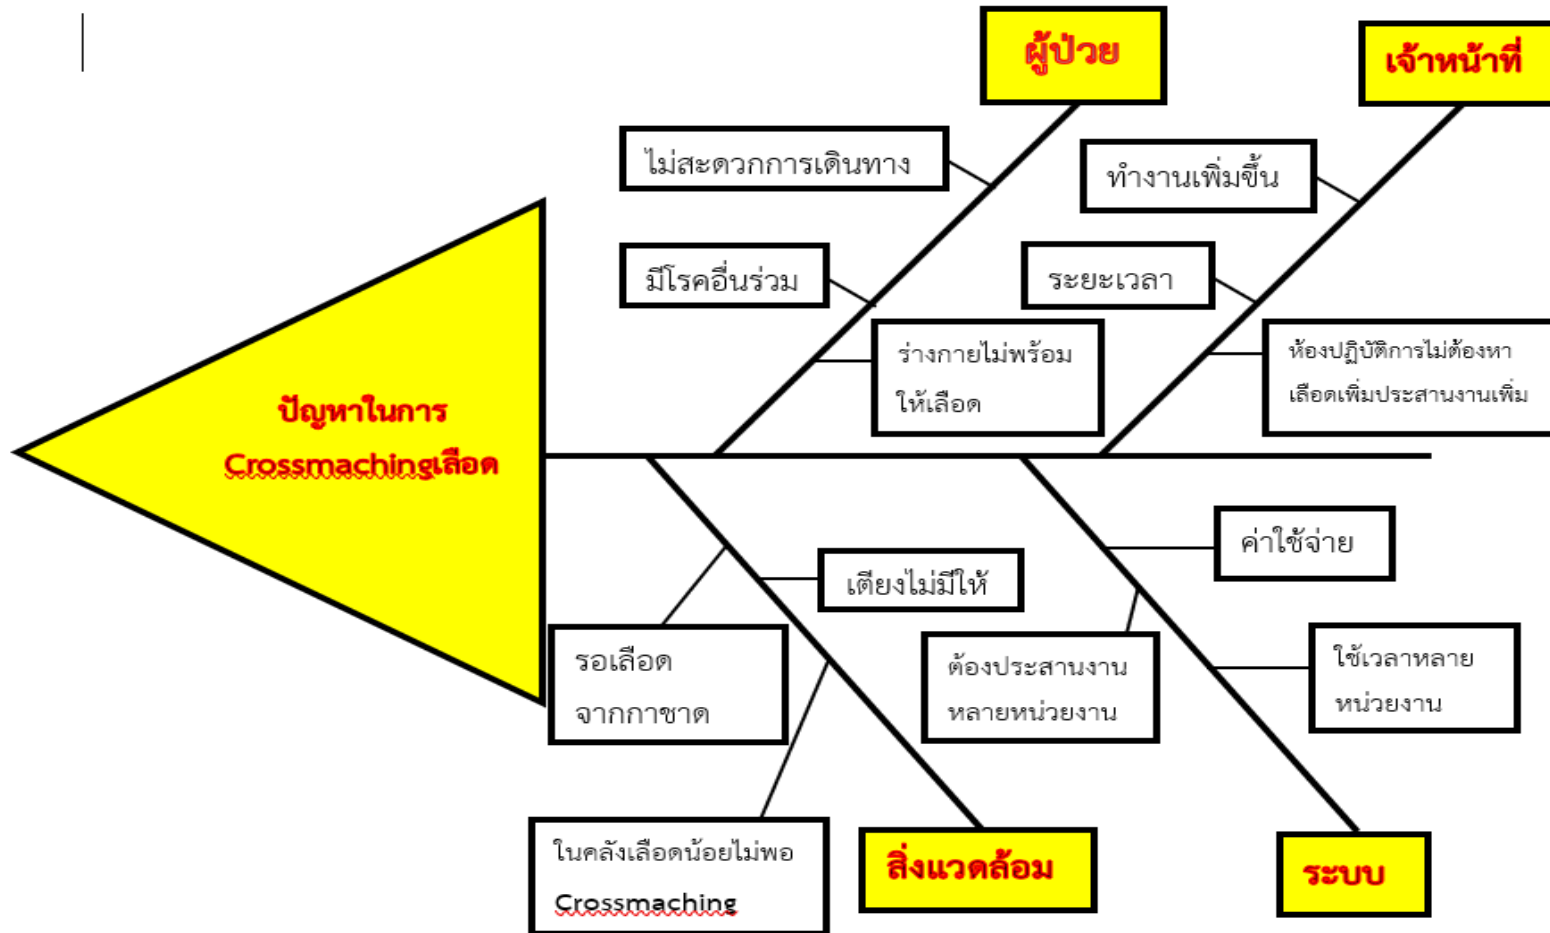 ผู้ป่วย
เจ้าหน้าที่
ไม่สะดวกการเดินทาง
ทำงานเพิ่มขึ้น
มีโรคอื่นร่วม
ระยะเวลา
ร่างกายไม่พร้อม
ให้เลือด
ห้องปฏิบัติการไม่ต้องหา
เลือดเพิ่มประสานงานเพิ่ม
ปัญหาในการ
Crossmachingเลือด
ค่าใช้จ่าย
เตียงไม่มีให้
รอเลือด
จากกาชาด
ต้องประสานงาน
หลายหน่วยงาน
ใช้เวลาหลาย
หน่วยงาน
ในคลังเลือดน้อยไม่พอ
Crossmaching
สิ่งแวดล้อม
ระบบ